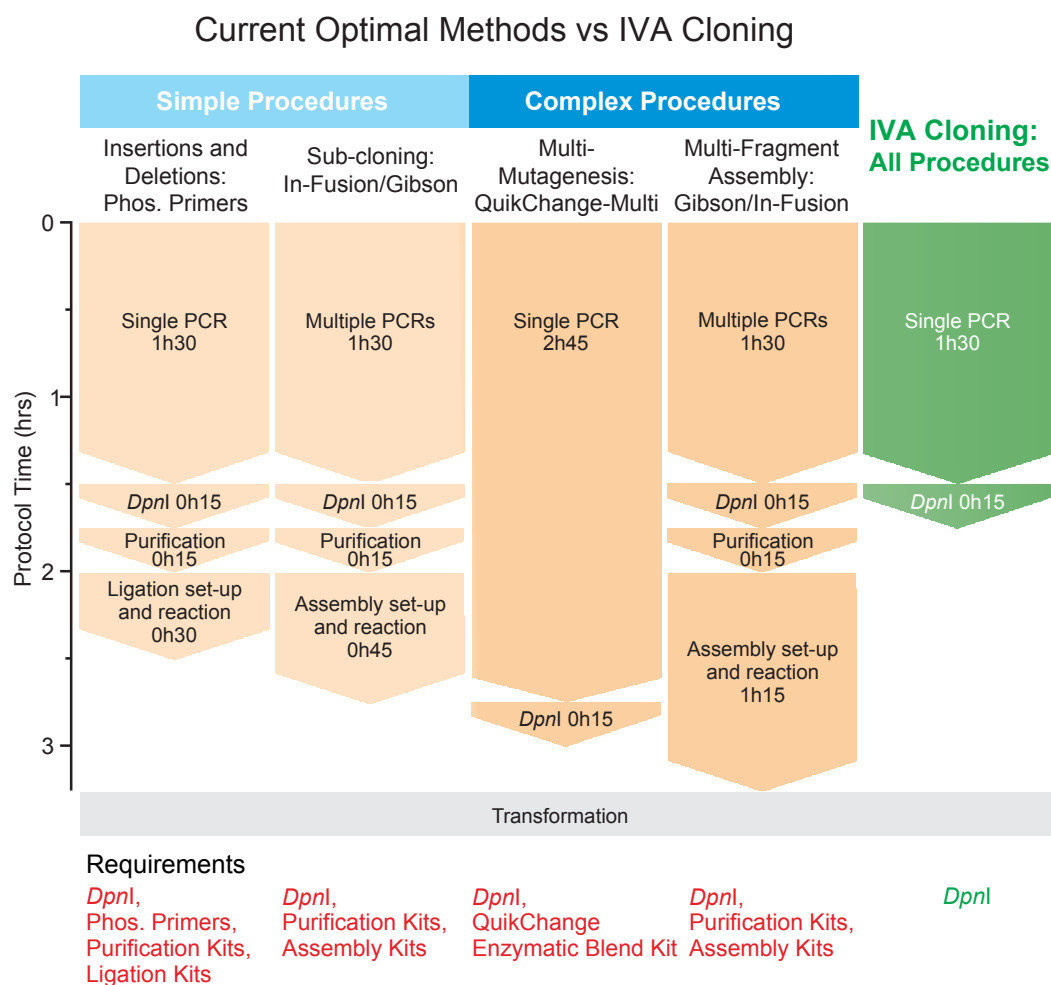 Current Optimal Methods vs IVA Cloning
Simple Procedures
Complex Procedures
IVA Cloning:
All Procedures
Insertions and
Deletions:
Phos. Primers
Sub-cloning:
In-Fusion/Gibson
Multi-
Mutagenesis:
QuikChange-Multi
Multi-Fragment
Assembly:
Gibson/In-Fusion
Protocol Time (hrs)
0
1
2
3
Single PCR
1h30
DpnI 0h15
Purification
0h15
Ligation set-up
and reaction
0h30
Multiple PCRs
1h30
DpnI 0h15
Purification
0h15
Assembly set-up
and reaction
0h45
Single PCR
2h45
DpnI 0h15
Multiple PCRs
1h30
DpnI 0h15
Purification
0h15
Assembly set-up
and reaction
1h15
Single PCR
1h30
DpnI 0h15
Transformation
Requirements
DpnI,
Phos. Primers,
Purification Kits,
Ligation Kits
DpnI,
Purification Kits,
Assembly Kits
DpnI,
QuikChange
Enzymatic Blend Kit
DpnI,
Purification Kits,
Assembly Kits
DpnI